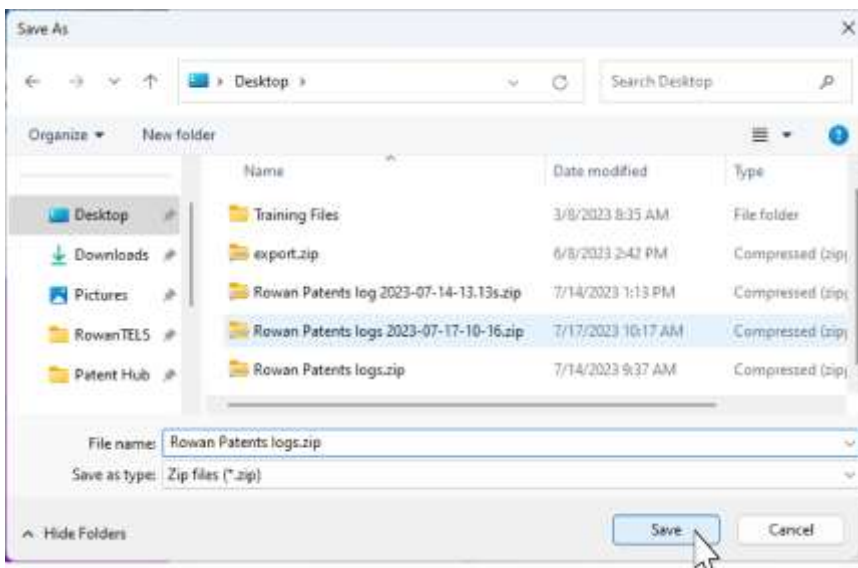 Save As
Desktop
Search Desktop
Organize
New folder
Name Date modified Type
Desktop
Downloads
Pictures
RowanTELS
Patent Hub
Training Files 3/8/2023 8:35 AM File folder
export.zip 6/8/2023 2:42 PM Compressed (zip
Rowan Patents log 2023-07-14-13.13s.zip 7/14/2023 1:13 PM Compressed (zip
Rowan Patents logs 2023-07-17-10-16.zip 7/17/2023 10:17 AM Compressed (zip
Rowan Patents logs.zip 7/14/2023 9:37 AM Compressed (zip
File name: Rowan Patents logs.zip
Save as type: Zip files (*.zip)
Hide Folders
Save
Cancel